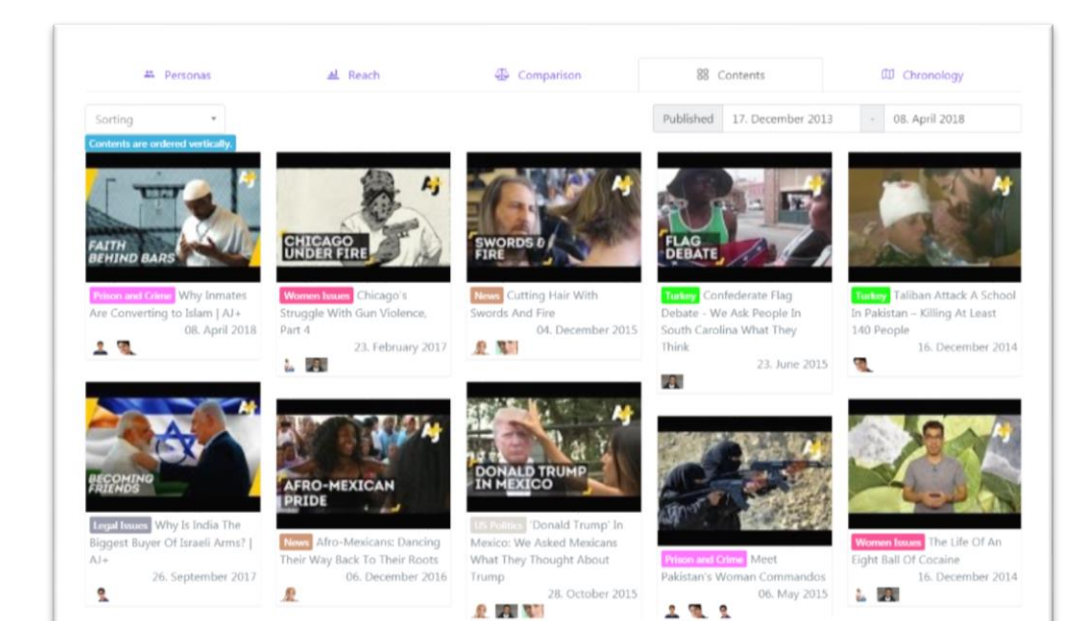 Personas Reach Comparison Contents Chronology
Sorting
Published 17. December 2013 - 08. April 2018
Contents are ordered vertically.
FAITH
BEHIND BARS
Prison and Crime Why Inmates
Are Converting to Islam | AJ+
08. April 2018
CHICAGO
UNDER FIRE
Women Issues Chicago's
Struggle With Gun Violence,
Part 4
23. February 2017
SWORDS &
FIRE
News Cutting Hair With
Swords And Fire
04. December 2015
FLAG
DEBATE
Turkey Confederate Flag
Debate - We Ask People In
South Carolina What They
Think
23. June 2015
Turkey Taliban Attack A School
In Pakistan – Killing At Least
140 People
16. December 2014
BECOMING
FRIENDS
Legal Issues Why Is India The
Biggest Buyer Of Israeli Arms? |
AJ+
26. September 2017
AFRO-MEXICAN
PRIDE
News Afro-Mexicans: Dancing
Their Way Back To Their Roots
06. December 2016
DONALD TRUMP
IN MEXICO
US Politics 'Donald Trump' In
Mexico: We Asked Mexicans
What They Thought About
Trump
28. October 2015
Prison and Crime Meet
Pakistan's Woman Commandos
06. May 2015
Women Issues The Life Of An
Eight Ball Of Cocaine
16. December 2014